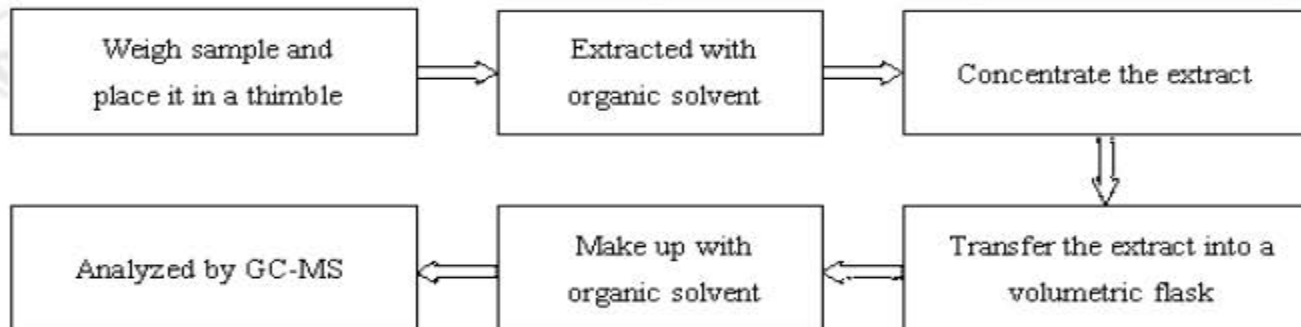 Weigh sample and
place it in a thimble
Extracted with
organic solvent
Concentrate the extract
Transfer the extract into a
volumetric flask
Make up with
organic solvent
Analyzed by GC-MS